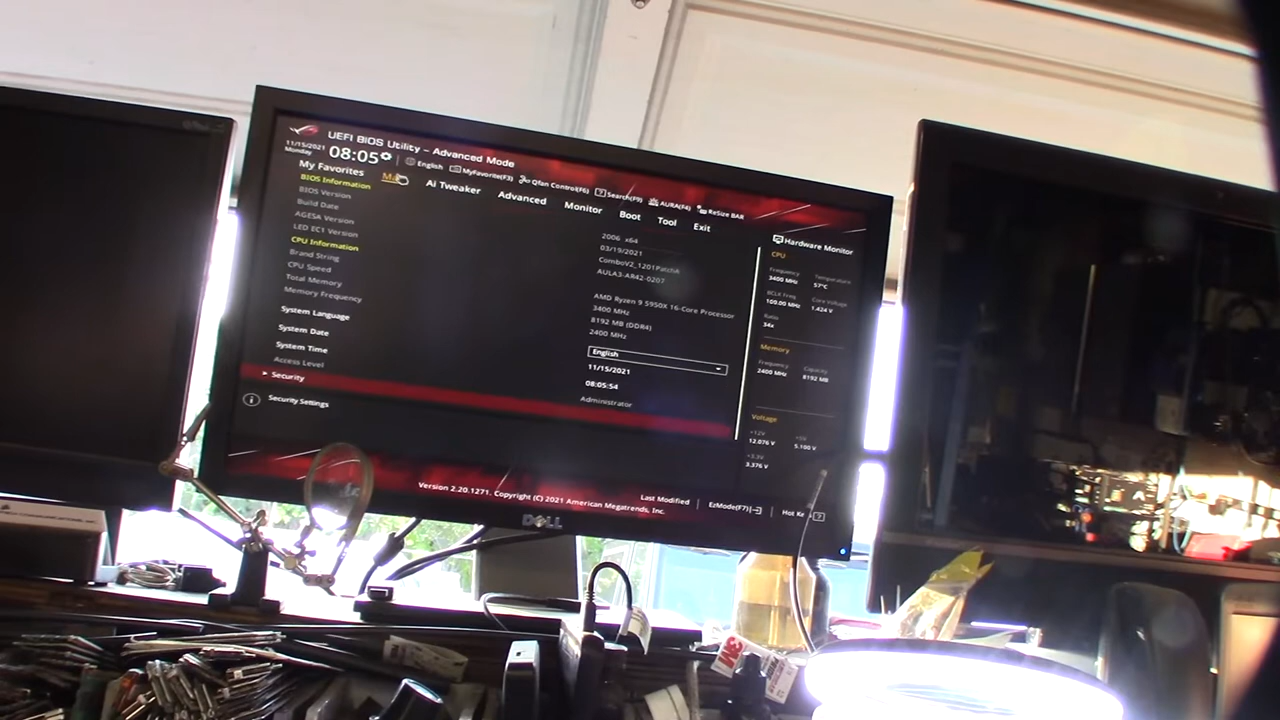 UEFI BIOS Utility – Advanced Mode
11/15/2021
Monday
08:05
English
MyFavorite(F3)
Qfan Control(F6)
Search(F9)
AURA(F4)
ReSize BAR
My Favorites
Ai Tweaker
Advanced
Monitor
Boot
Tool
Exit
BIOS Information
BIOS Version
2006 x64
Build Date
03/19/2021
AGESA Version
ComboV2_1201PatchA
LED EC1 Version
AULA3-AR42-0207
CPU Information
Brand String
AMD Ryzen 9 5950X 16-Core Processor
CPU Speed
3400 MHz
Total Memory
8192 MB (DDR4)
Memory Frequency
2400 MHz
System Language
English
System Date
11/15/2021
System Time
08:05:54
Access Level
Administrator
Security
Security Settings
Hardware Monitor
CPU
Frequency
Temperature
3400 MHz
57°C
BCLK Freq
Core Voltage
100.00 MHz
1.424 V
Ratio
34x
Memory
Frequency
Capacity
2400 MHz
8192 MB
Voltage
+12V
+5V
12.076 V
5.100 V
+3.3V
3.376 V
Last Modified
EzMode(F7)
Hot
Version 2.20.1271. Copyright (C) 2021 American Megatrends, Inc.
DELL
3M